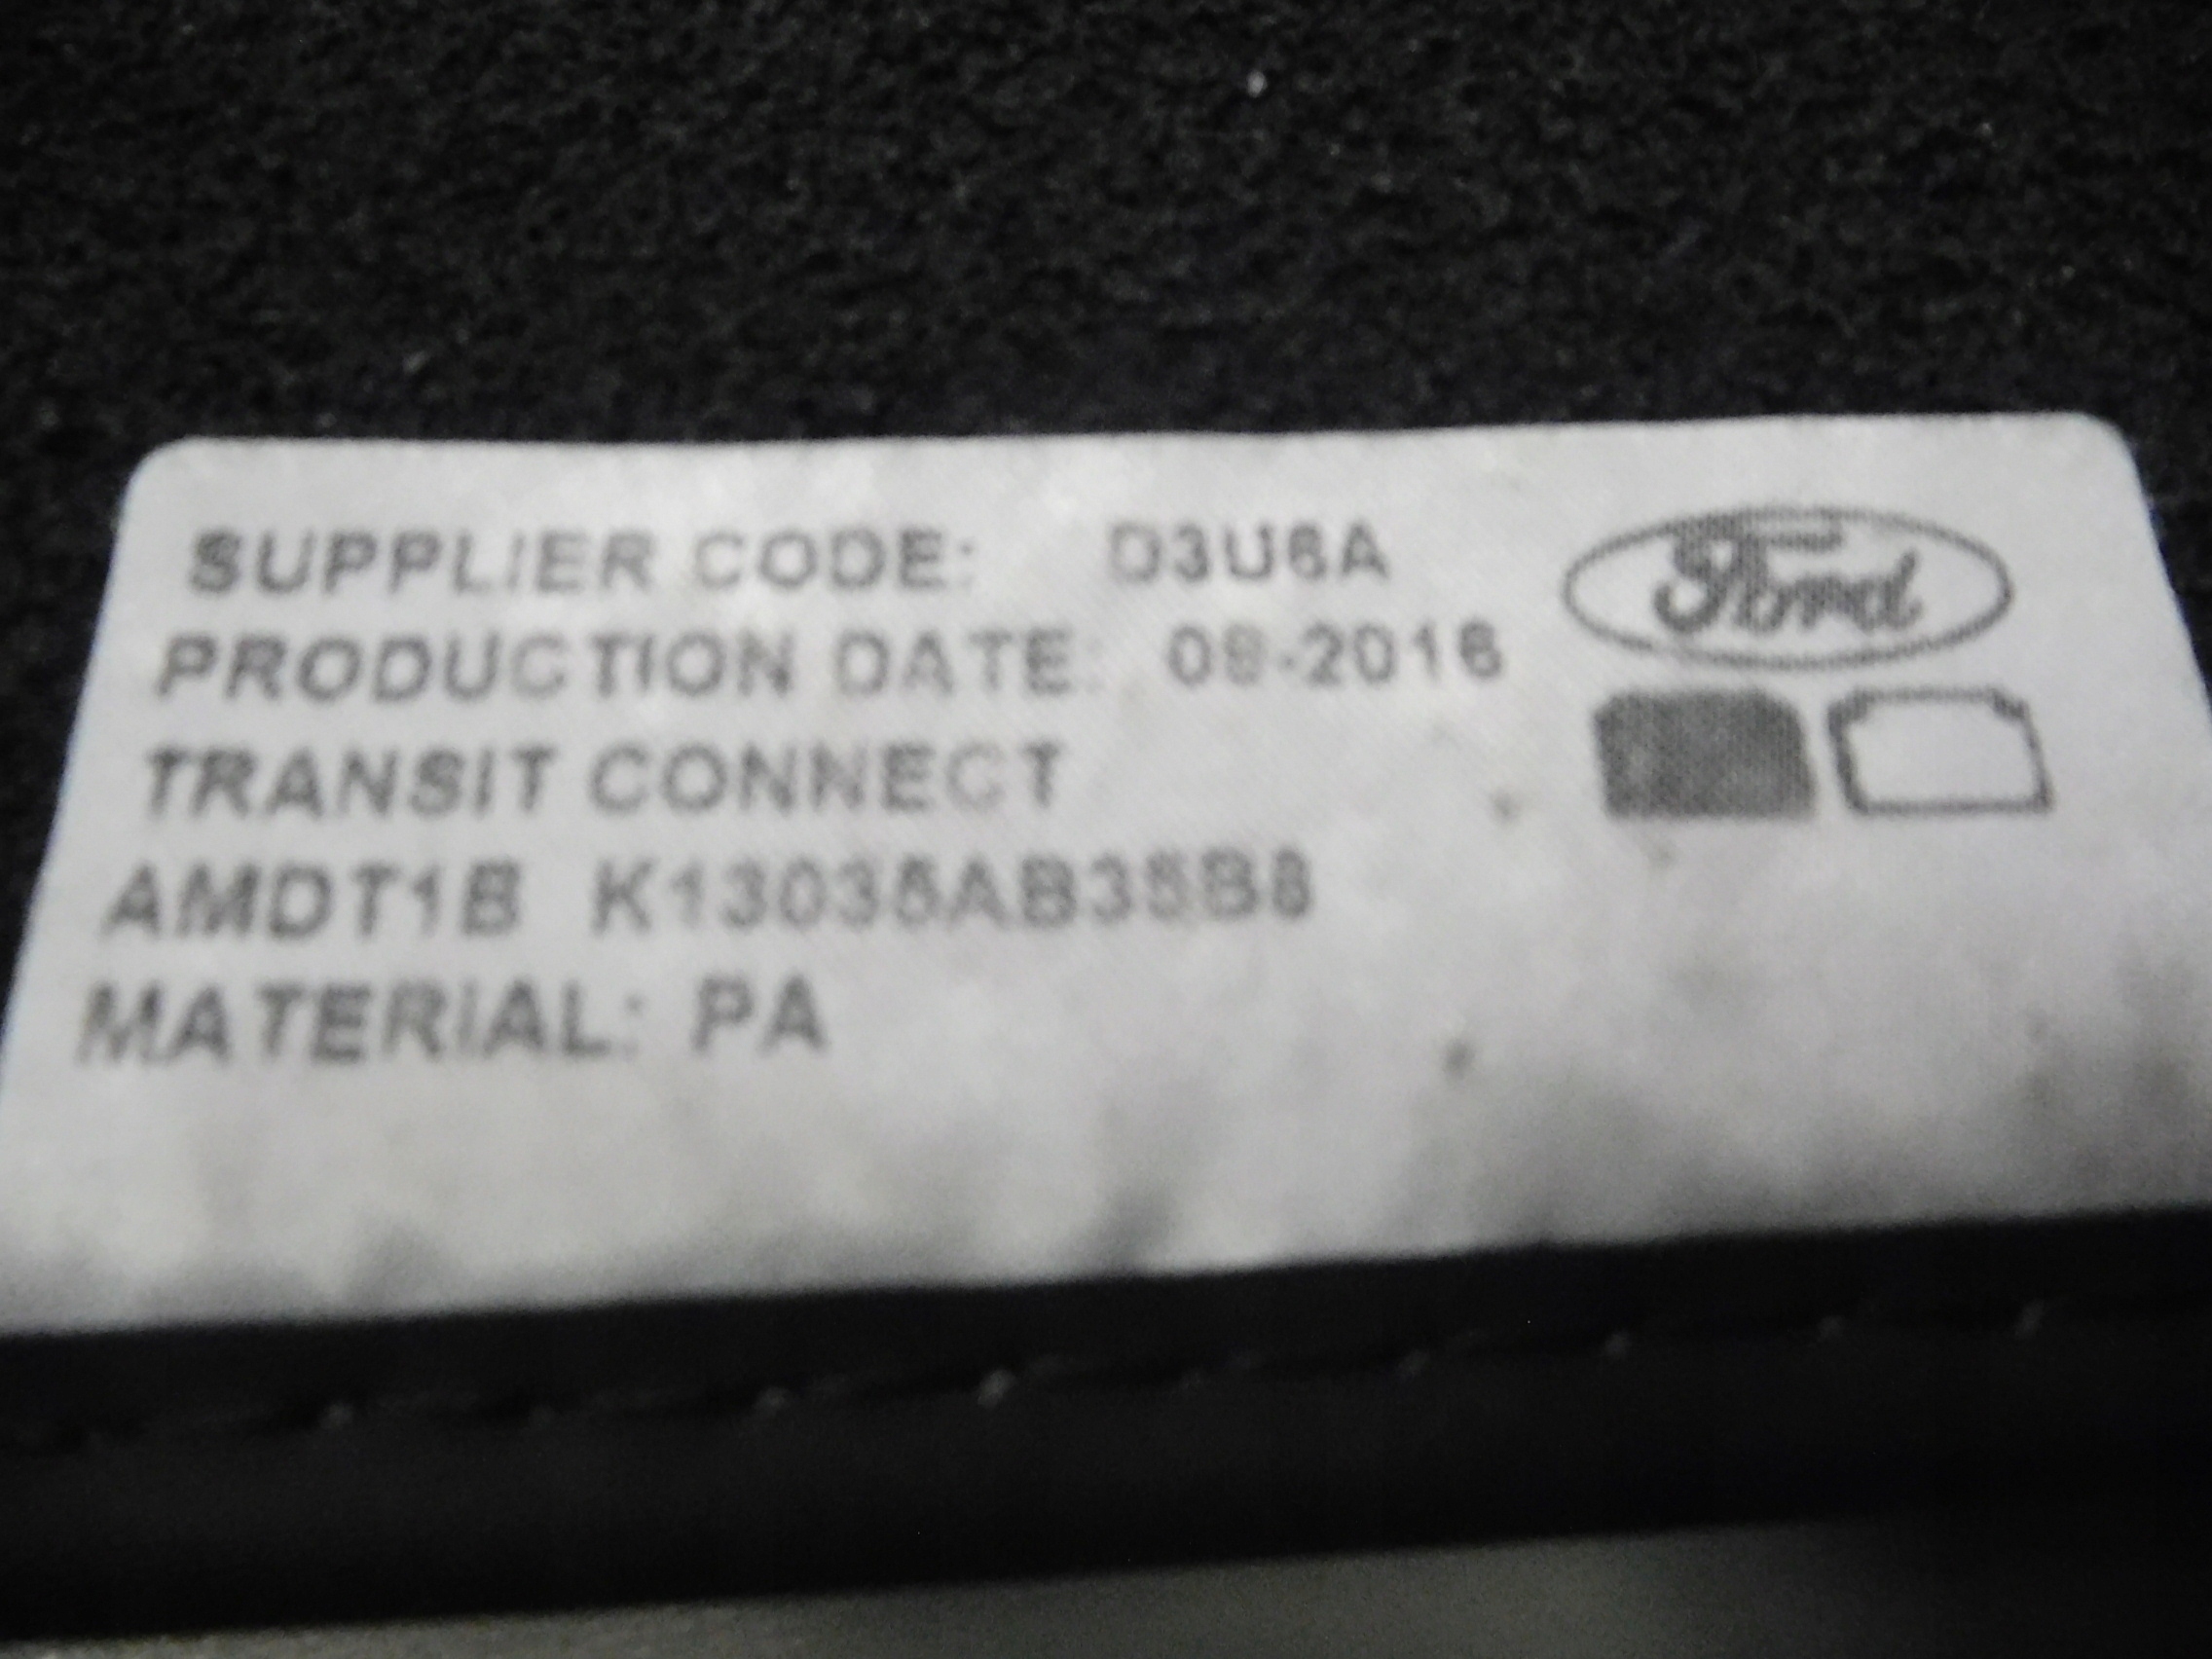 SUPPLIER CODE: D3U6A
Ford
PRODUCTION DATE: 08-2016
TRANSIT CONNECT
AMDT1B K13035AB35B8
MATERIAL: PA